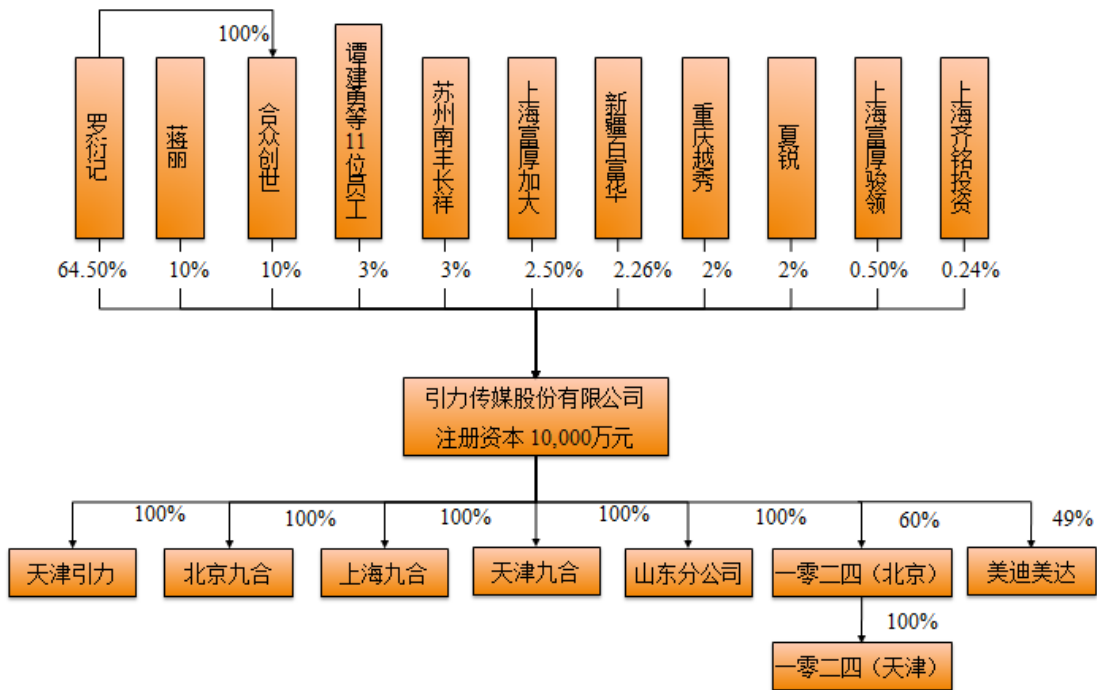 100%
罗衍记
蒋丽
合众创世
谭建勇等11位员工
苏州南丰长祥
上海富厚加大
新疆百富华
重庆越秀
夏锐
上海富厚骏领
上海齐铭投资
64.50%
10%
10%
3%
3%
2.50%
2.26%
2%
2%
0.50%
0.24%
引力传媒股份有限公司
注册资本 10,000万元
100%
100%
100%
100%
100%
60%
49%
天津引力
北京九合
上海九合
天津九合
山东分公司
一零二四（北京）
美迪美达
100%
一零二四（天津）